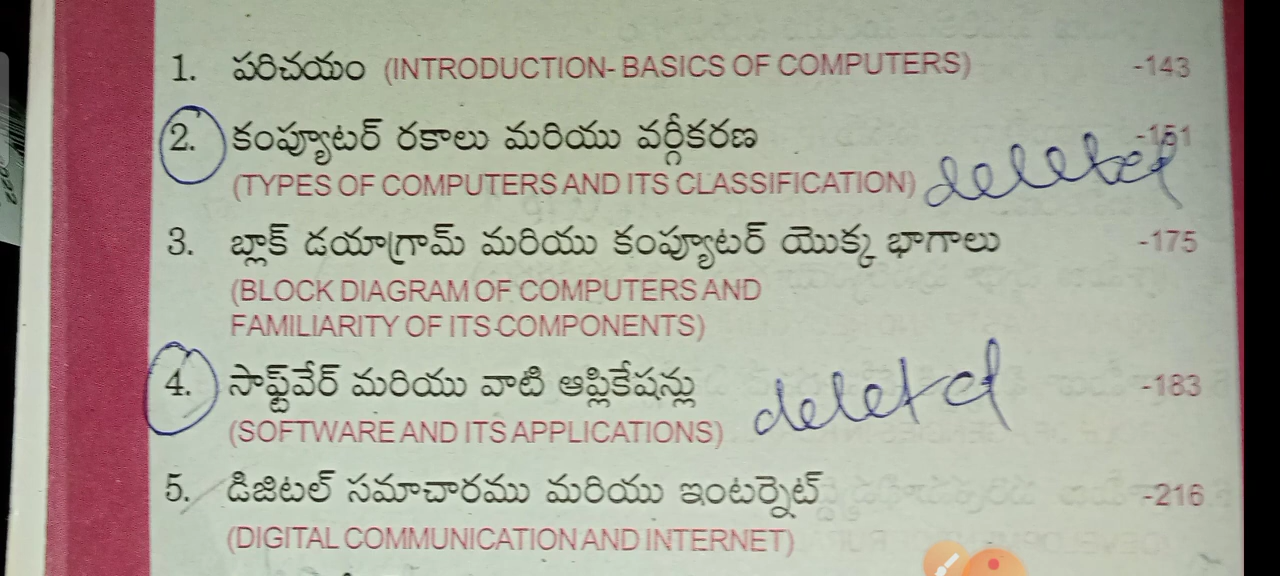 1. పరిచయం (INTRODUCTION- BASICS OF COMPUTERS) -143
2. కంప్యూటర్ రకాలు మరియు వర్గీకరణ -151
(TYPES OF COMPUTERS AND ITS CLASSIFICATION) deleted
3. బ్లాక్ డయాగ్రామ్ మరియు కంప్యూటర్ యొక్క భాగాలు -175
(BLOCK DIAGRAM OF COMPUTERS AND
FAMILIARITY OF ITS COMPONENTS)
4. సాఫ్ట్‌వేర్ మరియు వాటి ఆప్లికేషన్లు -183
(SOFTWARE AND ITS APPLICATIONS) deleted
5. డిజిటల్ సమాచారము మరియు ఇంటర్నెట్ -216
(DIGITAL COMMUNICATION AND INTERNET)